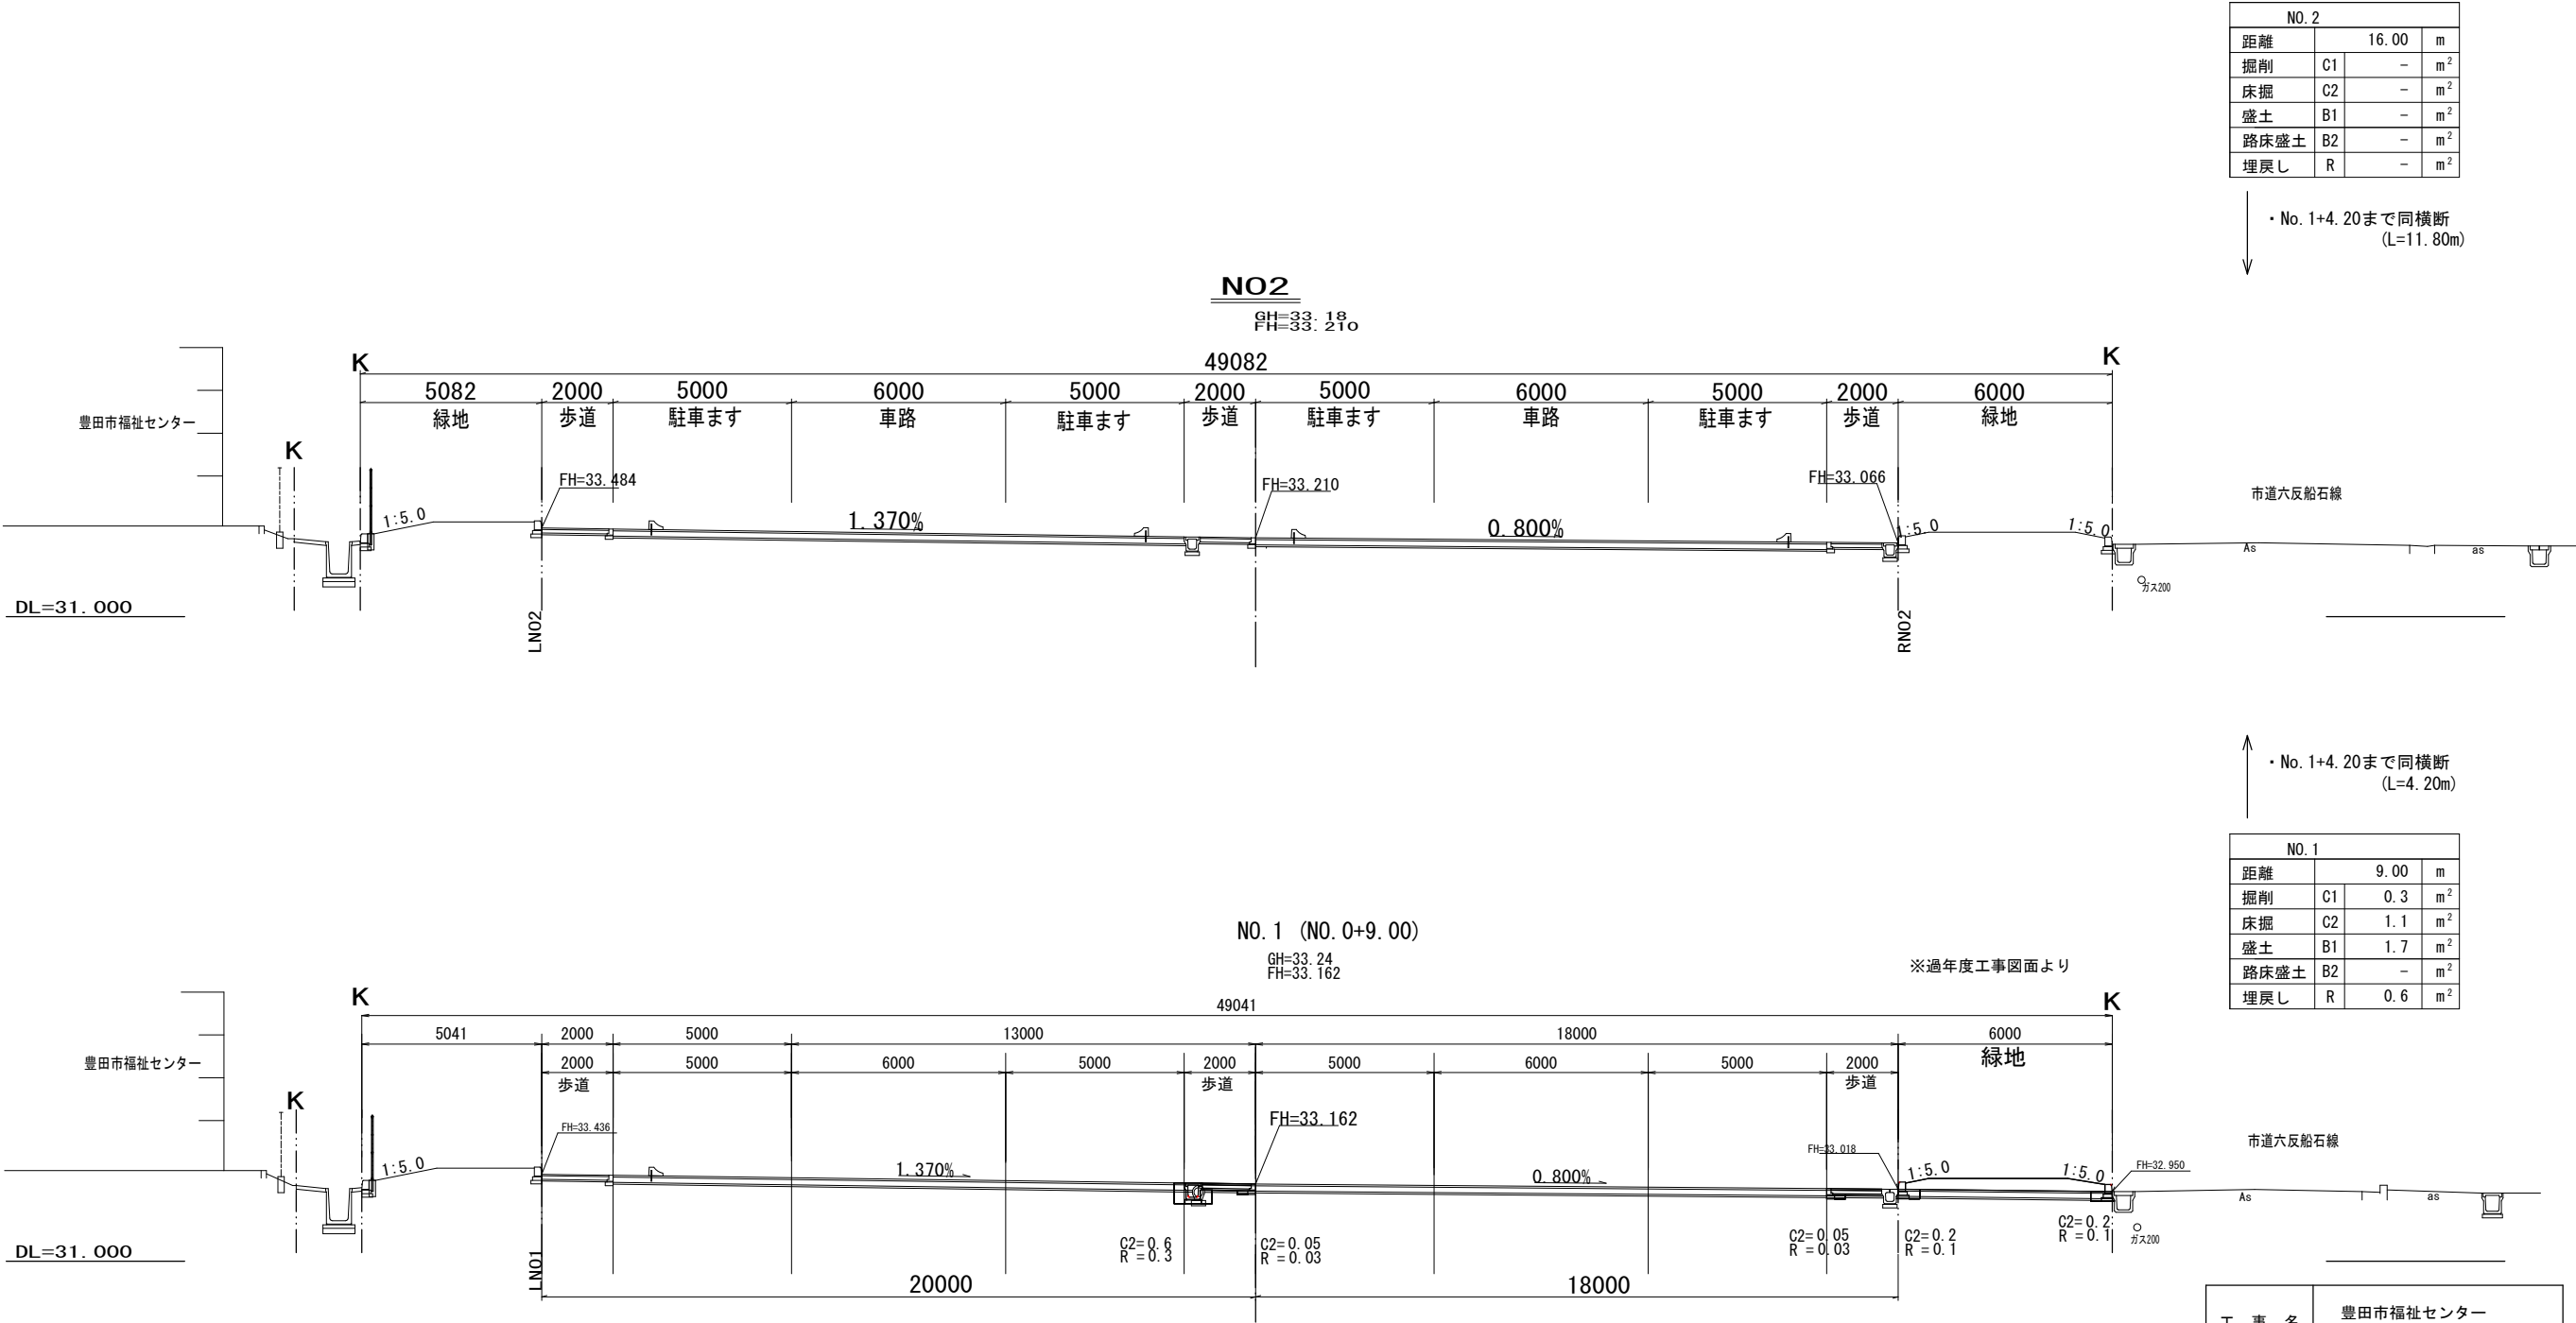 NO.2
距離 16.00 m
掘削 C1 - m²
床掘 C2 - m²
盛土 B1 - m²
路床盛土 B2 - m²
埋戻し R - m²
・No.1+4.20まで同横断
(L=11.80m)
NO2
GH=33.18
FH=33.210
K K
49082
5082 2000 5000 6000 5000 2000 5000 6000 5000 2000 6000
緑地 歩道 駐車ます 車路 駐車ます 歩道 駐車ます 車路 駐車ます 歩道 緑地
豊田市福祉センター
K
FH=33.484
FH=33.210
FH=33.066
市道六反船石線
1:5.0
1.370%
0.800%
1:5.0
1:5.0
As
as
ガス200
DL=31.000
LNO2
RNO2
・No.1+4.20まで同横断
(L=4.20m)
NO.1
距離 9.00 m
掘削 C1 0.3 m²
床掘 C2 1.1 m²
盛土 B1 1.7 m²
路床盛土 B2 - m²
埋戻し R 0.6 m²
NO.1 (NO.0+9.00)
GH=33.24
FH=33.162
※過年度工事図面より
K K
49041
5041 2000 5000 13000 18000 6000
緑地
2000 5000 6000 5000 2000 5000 6000 5000 2000
歩道 歩道 歩道
豊田市福祉センター
K
FH=33.436
FH=33.162
FH=33.018
市道六反船石線
1:5.0
1.370%
0.800%
1:5.0
1:5.0
FH=32.950
As
as
C2=0.6
R =0.3
C2=0.05
R =0.03
C2=0.05
R =0.03
C2=0.2
R =0.1
C2=0.2
R =0.1
ガス200
DL=31.000
LNO1
20000
18000
工 事 名
豊田市福祉センター